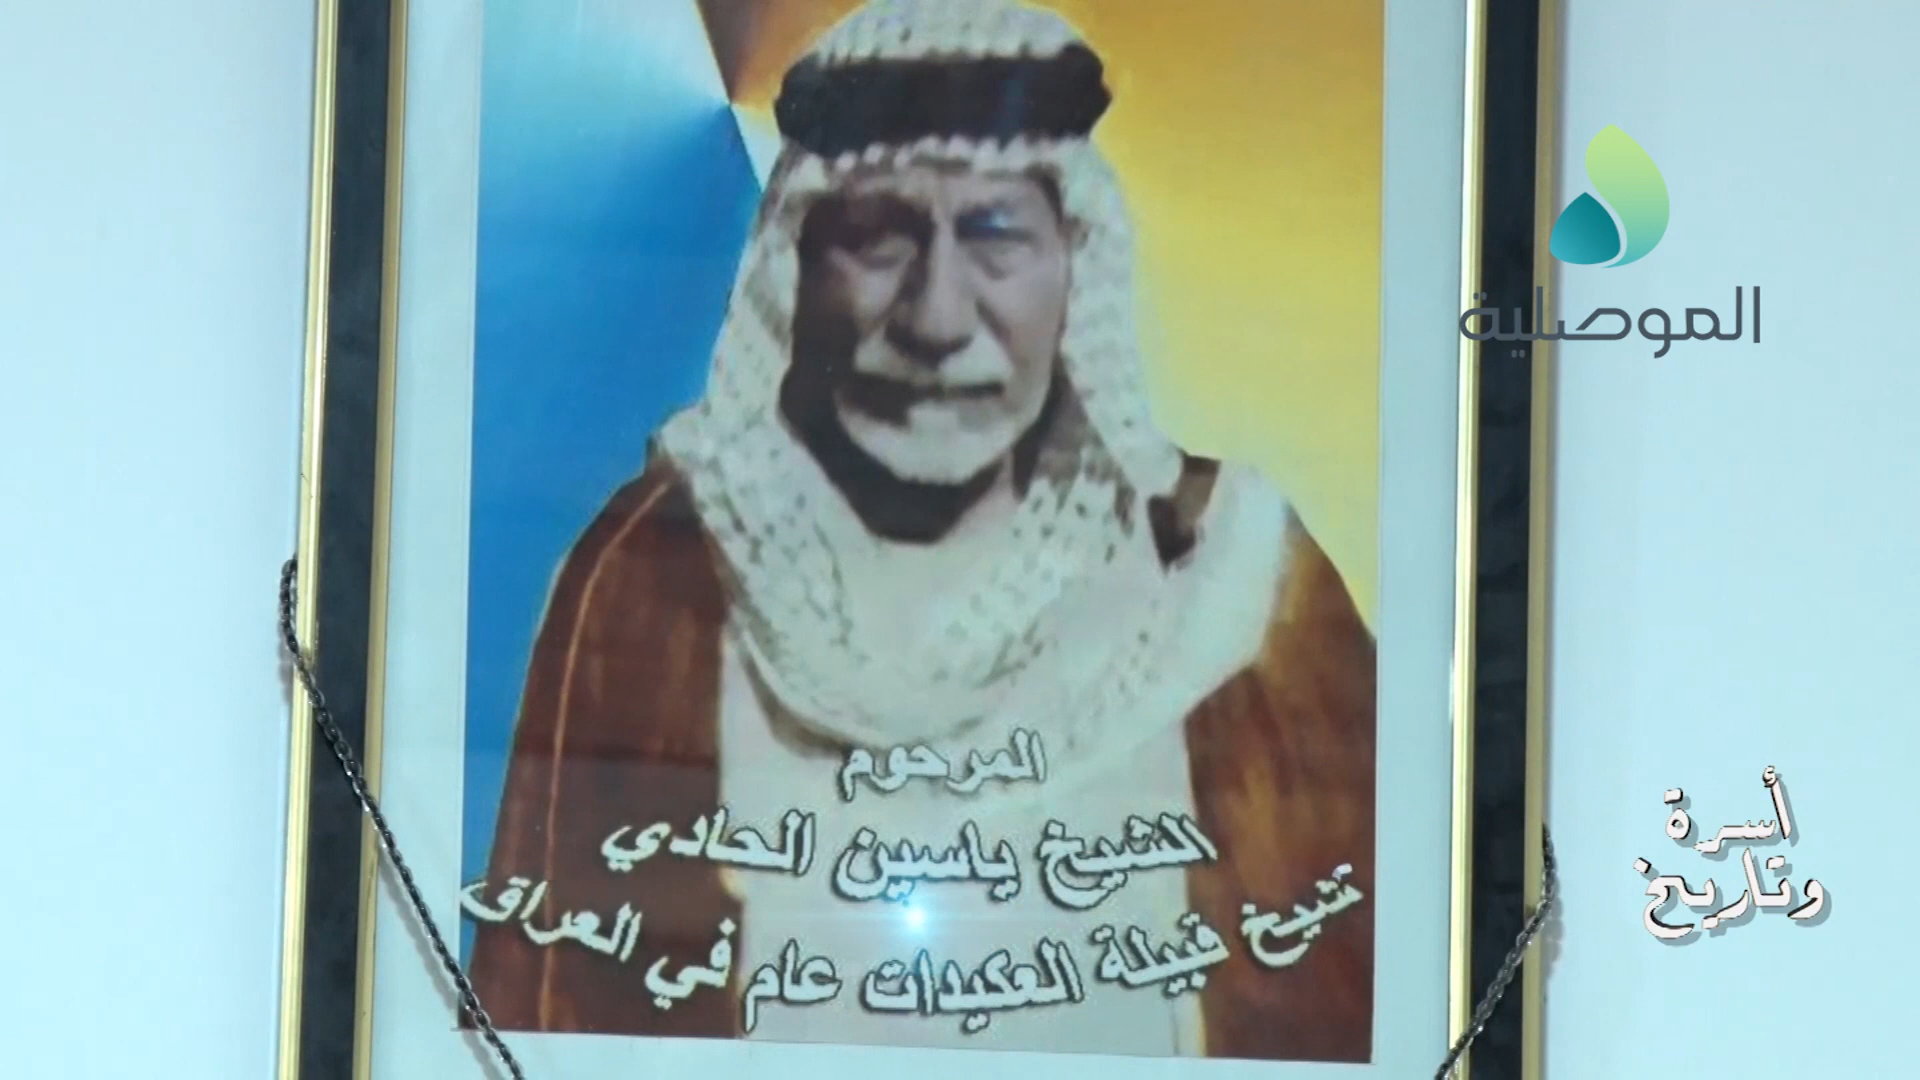 الموصلية
المرحوم
الشيخ ياسين الحادي
شيخ قبيلة العكيدات عام في العراق
أسرة
وتاريخ